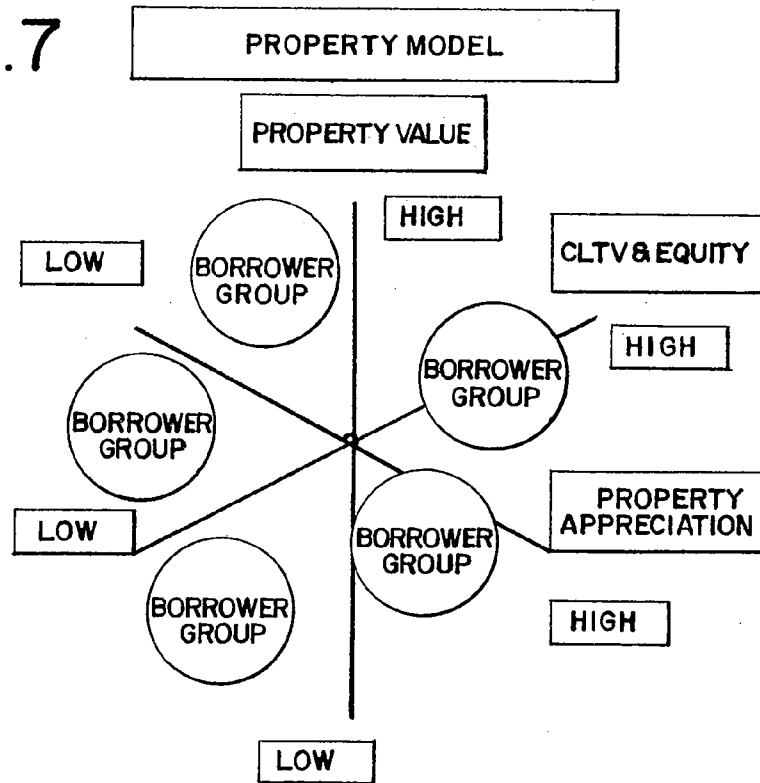 .7
PROPERTY MODEL
PROPERTY VALUE
HIGH
LOW
BORROWER
GROUP
CLTV & EQUITY
HIGH
BORROWER
GROUP
BORROWER
GROUP
LOW
PROPERTY
APPRECIATION
BORROWER
GROUP
BORROWER
GROUP
HIGH
LOW